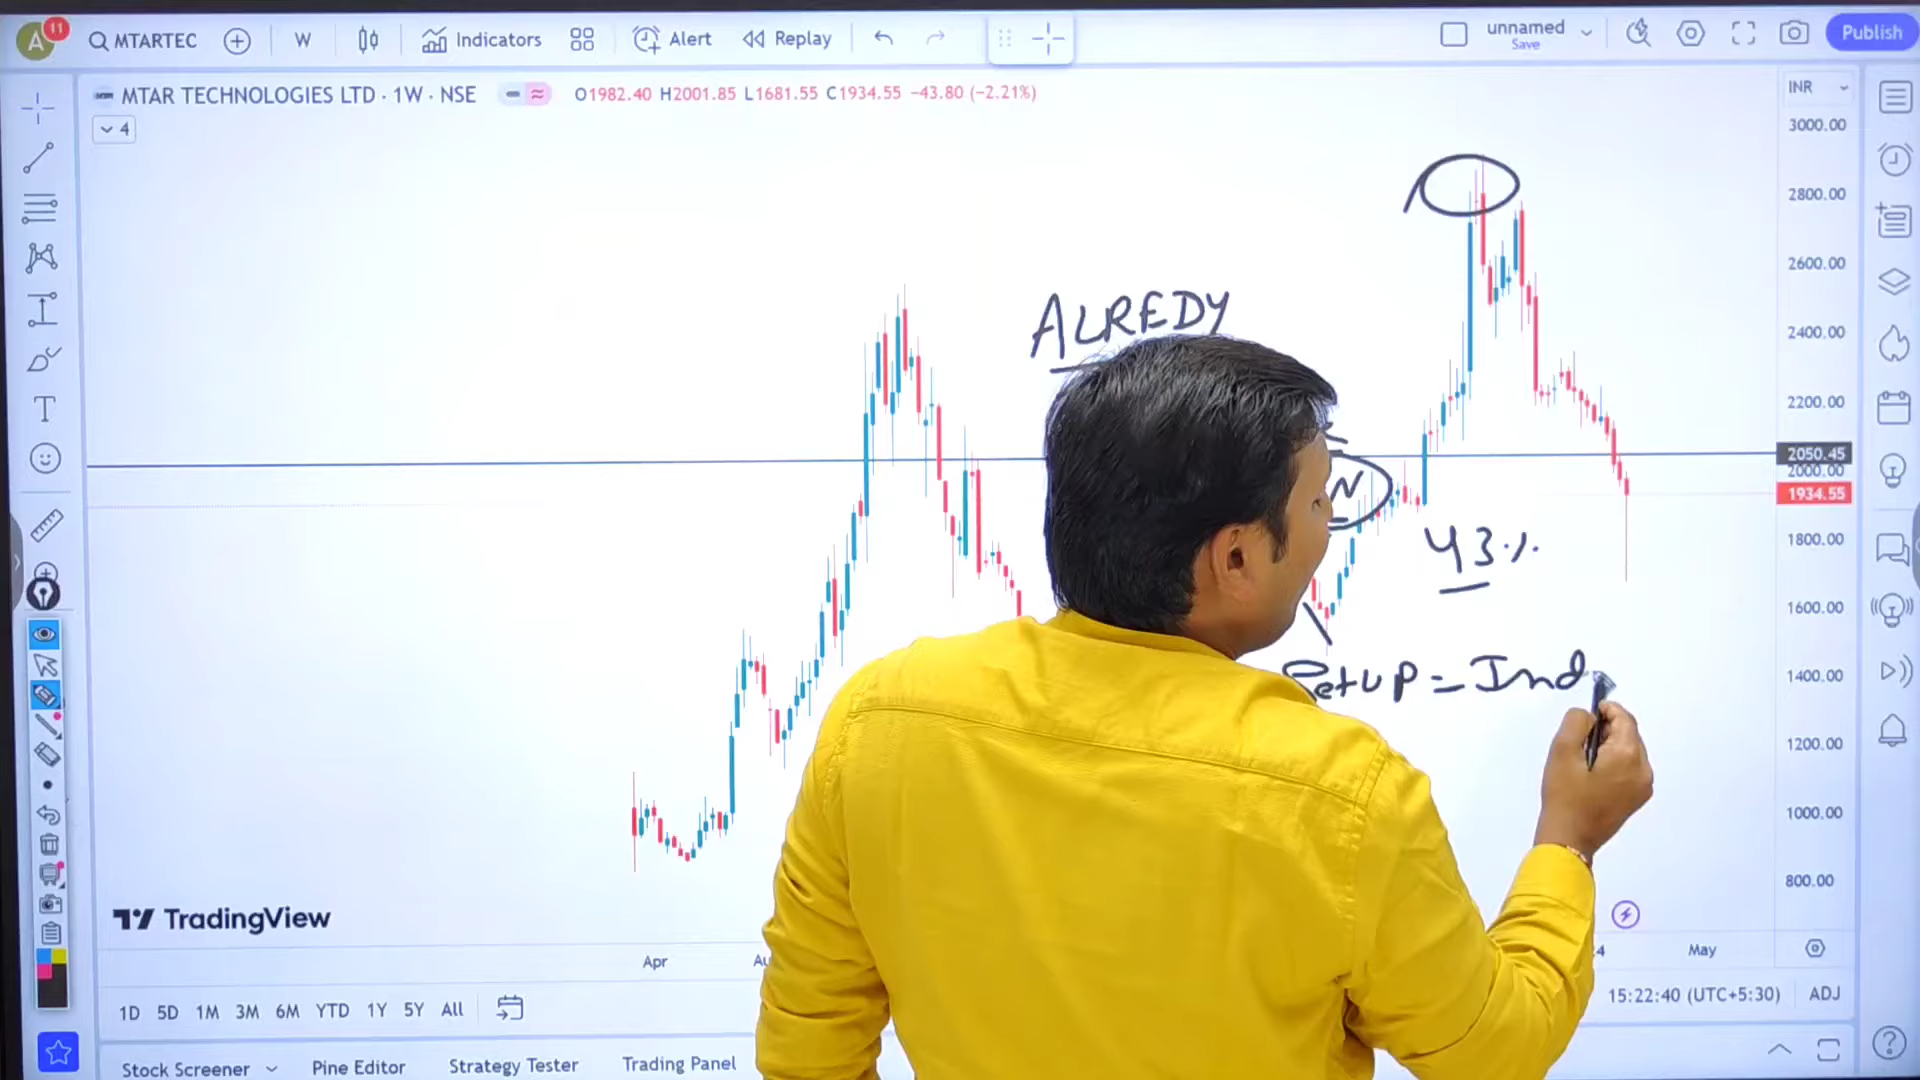 A 11 MTARTEC W Indicators Alert Replay unnamed Save Publish
MTAR TECHNOLOGIES LTD · 1W · NSE O1982.40 H2001.85 L1681.55 C1934.55 −43.80 (−2.21%) INR
4
3000.00
2800.00
2600.00
ALREDY
2400.00
2200.00
2050.45
2000.00
1934.55
N
43%
1800.00
1600.00
Setup = Ind
1400.00
1200.00
1000.00
800.00
TradingView
Apr May
1D 5D 1M 3M 6M YTD 1Y 5Y All 15:22:40 (UTC+5:30) ADJ
Stock Screener Pine Editor Strategy Tester Trading Panel